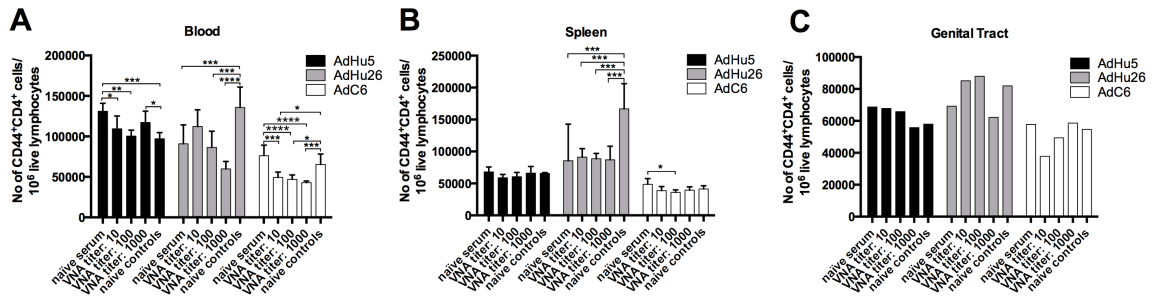 A
Blood
No of CD44+CD4+ cells/
10⁶ live lymphocytes
200000
150000
100000
50000
0
***
**
*
*
***
***
****
*
****
****
***
*
***
AdHu5
AdHu26
AdC6
naive serum
VNA titer: 10
VNA titer: 100
VNA titer: 1000
naive controls
naive serum
VNA titer: 10
VNA titer: 100
VNA titer: 1000
naive controls
naive serum
VNA titer: 10
VNA titer: 100
VNA titer: 1000
naive controls
B
Spleen
No of CD44+CD4+ cells/
10⁶ live lymphocytes
250000
200000
150000
100000
50000
0
***
***
***
***
*
AdHu5
AdHu26
AdC6
naive serum
VNA titer: 10
VNA titer: 100
VNA titer: 1000
naive controls
naive serum
VNA titer: 10
VNA titer: 100
VNA titer: 1000
naive controls
naive serum
VNA titer: 10
VNA titer: 100
VNA titer: 1000
naive controls
C
Genital Tract
No of CD44+CD4+ cells/
10⁶ live lymphocytes
100000
80000
60000
40000
20000
0
AdHu5
AdHu26
AdC6
naive serum
VNA titer: 10
VNA titer: 100
VNA titer: 1000
naive controls
naive serum
VNA titer: 10
VNA titer: 100
VNA titer: 1000
naive controls
naive serum
VNA titer: 10
VNA titer: 100
VNA titer: 1000
naive controls